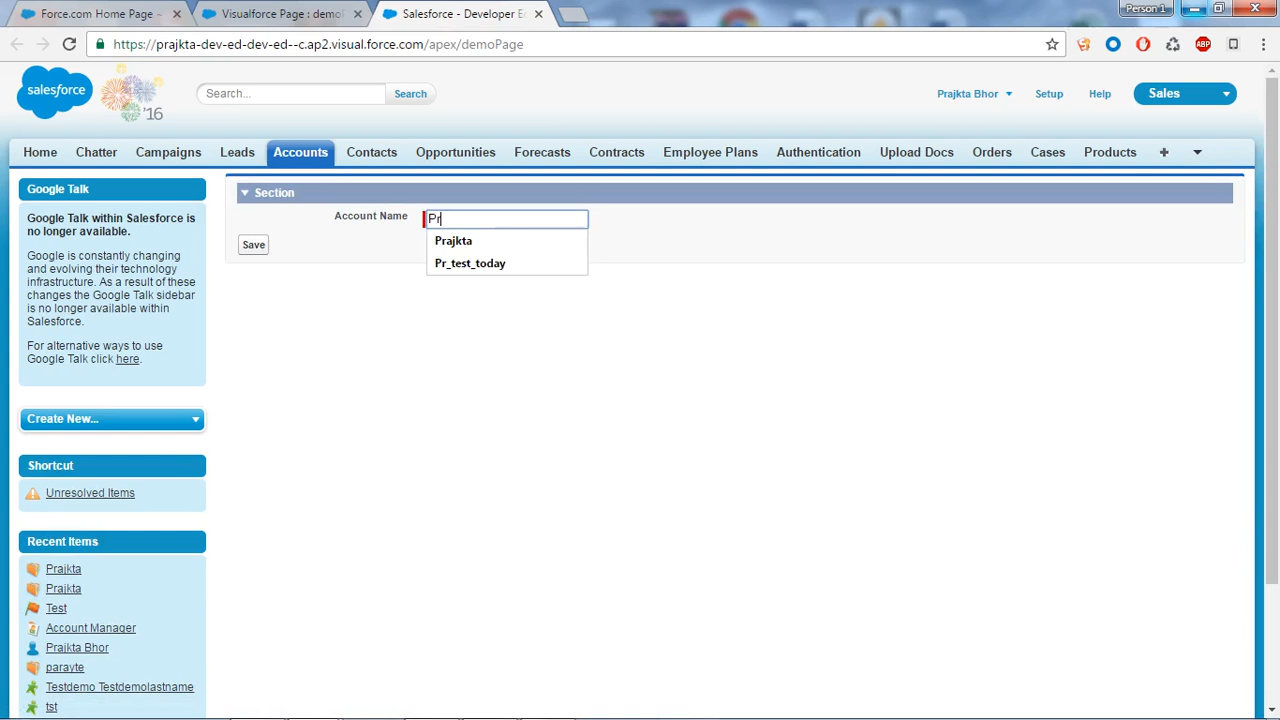 Force.com Home Page ~
Visualforce Page : demo
Salesforce - Developer E
Person 1
https://prajkta-dev-ed-dev-ed--c.ap2.visual.force.com/apex/demoPage
ABP
salesforce
'16
Search...
Search
Prajkta Bhor
Setup
Help
Sales
Home
Chatter
Campaigns
Leads
Accounts
Contacts
Opportunities
Forecasts
Contracts
Employee Plans
Authentication
Upload Docs
Orders
Cases
Products
+
Google Talk
Google Talk within Salesforce is
no longer available.
Google is constantly changing
and evolving their technology
infrastructure. As a result of these
changes the Google Talk sidebar
is no longer available within
Salesforce.
For alternative ways to use
Google Talk click here.
Create New...
Shortcut
Unresolved Items
Recent Items
Prajkta
Prajkta
Test
Account Manager
Prajkta Bhor
parayte
Testdemo Testdemolastname
tst
Section
Account Name
Pr
Prajkta
Pr_test_today
Save